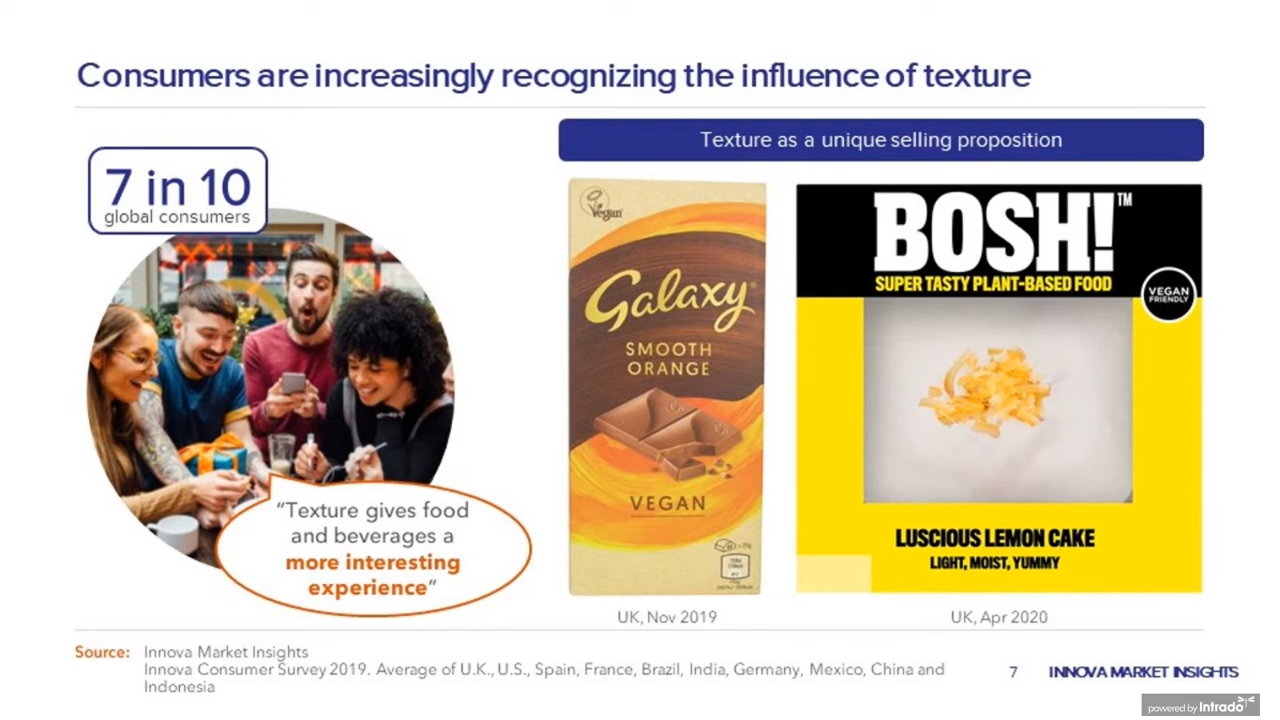 Consumers are increasingly recognizing the influence of texture
7 in 10
global consumers
"Texture gives food
and beverages a
more interesting
experience"
Texture as a unique selling proposition
Vegan
Galaxy
SMOOTH
ORANGE
VEGAN
UK, Nov 2019
BOSH!™
SUPER TASTY PLANT-BASED FOOD
VEGAN
FRIENDLY
LUSCIOUS LEMON CAKE
LIGHT, MOIST, YUMMY
UK, Apr 2020
Source: Innova Market Insights
Innova Consumer Survey 2019. Average of U.K., U.S., Spain, France, Brazil, India, Germany, Mexico, China and
Indonesia
7 INNOVA MARKET INSIGHTS
powered by Intrado